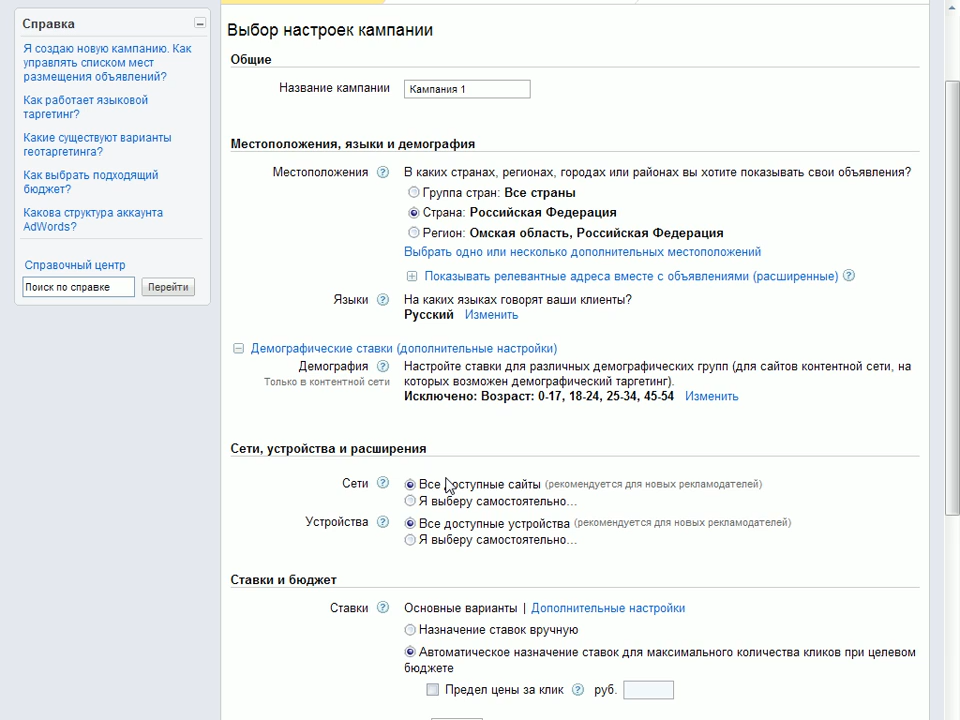 Справка
Я создаю новую кампанию. Как
управлять списком мест
размещения объявлений?
Как работает языковой
таргетинг?
Какие существуют варианты
геотаргетинга?
Как выбрать подходящий
бюджет?
Какова структура аккаунта
AdWords?
Справочный центр
Поиск по справке
Перейти
Выбор настроек кампании
Общие
Название кампании Кампания 1
Местоположения, языки и демография
Местоположения ? В каких странах, регионах, городах или районах вы хотите показывать свои объявления?
Группа стран: Все страны
Страна: Российская Федерация
Регион: Омская область, Российская Федерация
Выбрать одно или несколько дополнительных местоположений
Показывать релевантные адреса вместе с объявлениями (расширенные) ?
Языки ? На каких языках говорят ваши клиенты?
Русский Изменить
Демографические ставки (дополнительные настройки)
Демография ? Настройте ставки для различных демографических групп (для сайтов контентной сети, на
Только в контентной сети которых возможен демографический таргетинг).
Исключено: Возраст: 0-17, 18-24, 25-34, 45-54 Изменить
Сети, устройства и расширения
Сети ? Все доступные сайты (рекомендуется для новых рекламодателей)
Я выберу самостоятельно...
Устройства ? Все доступные устройства (рекомендуется для новых рекламодателей)
Я выберу самостоятельно...
Ставки и бюджет
Ставки ? Основные варианты | Дополнительные настройки
Назначение ставок вручную
Автоматическое назначение ставок для максимального количества кликов при целевом
бюджете
Предел цены за клик ? руб.